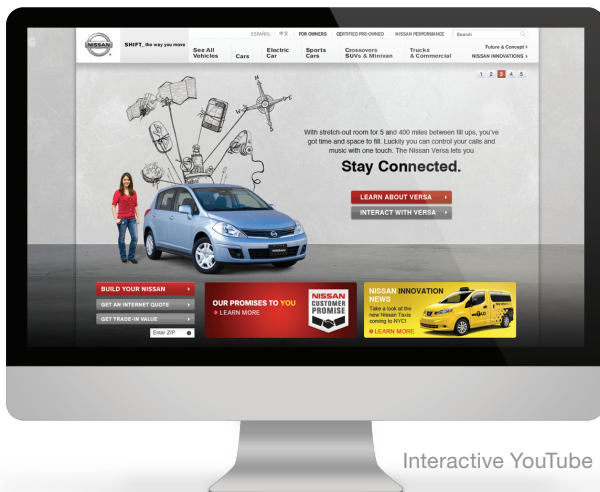 ESPAÑOL 中文 FOR OWNERS CERTIFIED PRE-OWNED NISSAN PERFORMANCE Search
NISSAN
SHIFT_ the way you move
See All Vehicles
Cars
Electric Car
Sports Cars
Crossovers SUVs & Minivan
Trucks & Commercial
Future & Concept
NISSAN INNOVATIONS
1 2 3 4 5
With stretch-out room for 5 and 400 miles between fill ups, you've
got time and space to fill. Luckily you can control your calls and
music with one touch. The Nissan Versa lets you
Stay Connected.
LEARN ABOUT VERSA
INTERACT WITH VERSA
BUILD YOUR NISSAN
GET AN INTERNET QUOTE
GET TRADE-IN VALUE
Enter ZIP
OUR PROMISES TO YOU
LEARN MORE
NISSAN
CUSTOMER
PROMISE
NISSAN INNOVATION
NEWS
Take a look at the
new Nissan Taxis
coming to NYC!
LEARN MORE
Interactive YouTube